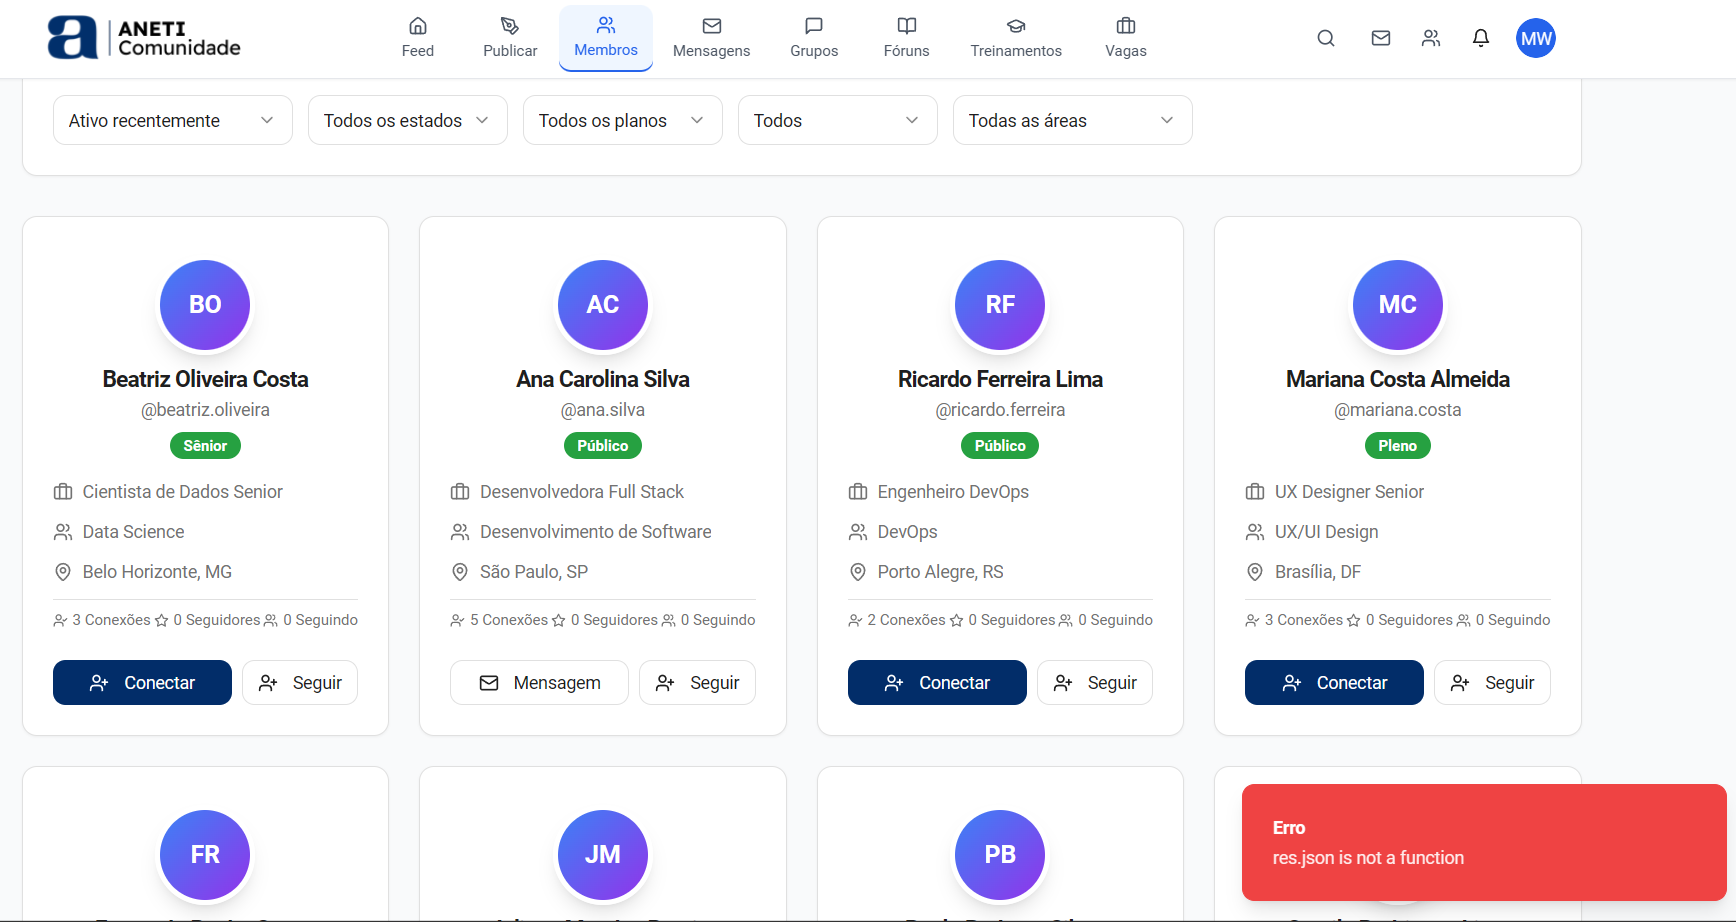 ANETI
Comunidade
Feed
Publicar
Membros
Mensagens
Grupos
Fóruns
Treinamentos
Vagas
MW
Ativo recentemente
Todos os estados
Todos os planos
Todos
Todas as áreas
BO
Beatriz Oliveira Costa
@beatriz.oliveira
Sênior
Cientista de Dados Senior
Data Science
Belo Horizonte, MG
3 Conexões 0 Seguidores 0 Seguindo
Conectar
Seguir
AC
Ana Carolina Silva
@ana.silva
Público
Desenvolvedora Full Stack
Desenvolvimento de Software
São Paulo, SP
5 Conexões 0 Seguidores 0 Seguindo
Mensagem
Seguir
RF
Ricardo Ferreira Lima
@ricardo.ferreira
Público
Engenheiro DevOps
DevOps
Porto Alegre, RS
2 Conexões 0 Seguidores 0 Seguindo
Conectar
Seguir
MC
Mariana Costa Almeida
@mariana.costa
Pleno
UX Designer Senior
UX/UI Design
Brasília, DF
3 Conexões 0 Seguidores 0 Seguindo
Conectar
Seguir
FR
JM
PB
Erro
res.json is not a function